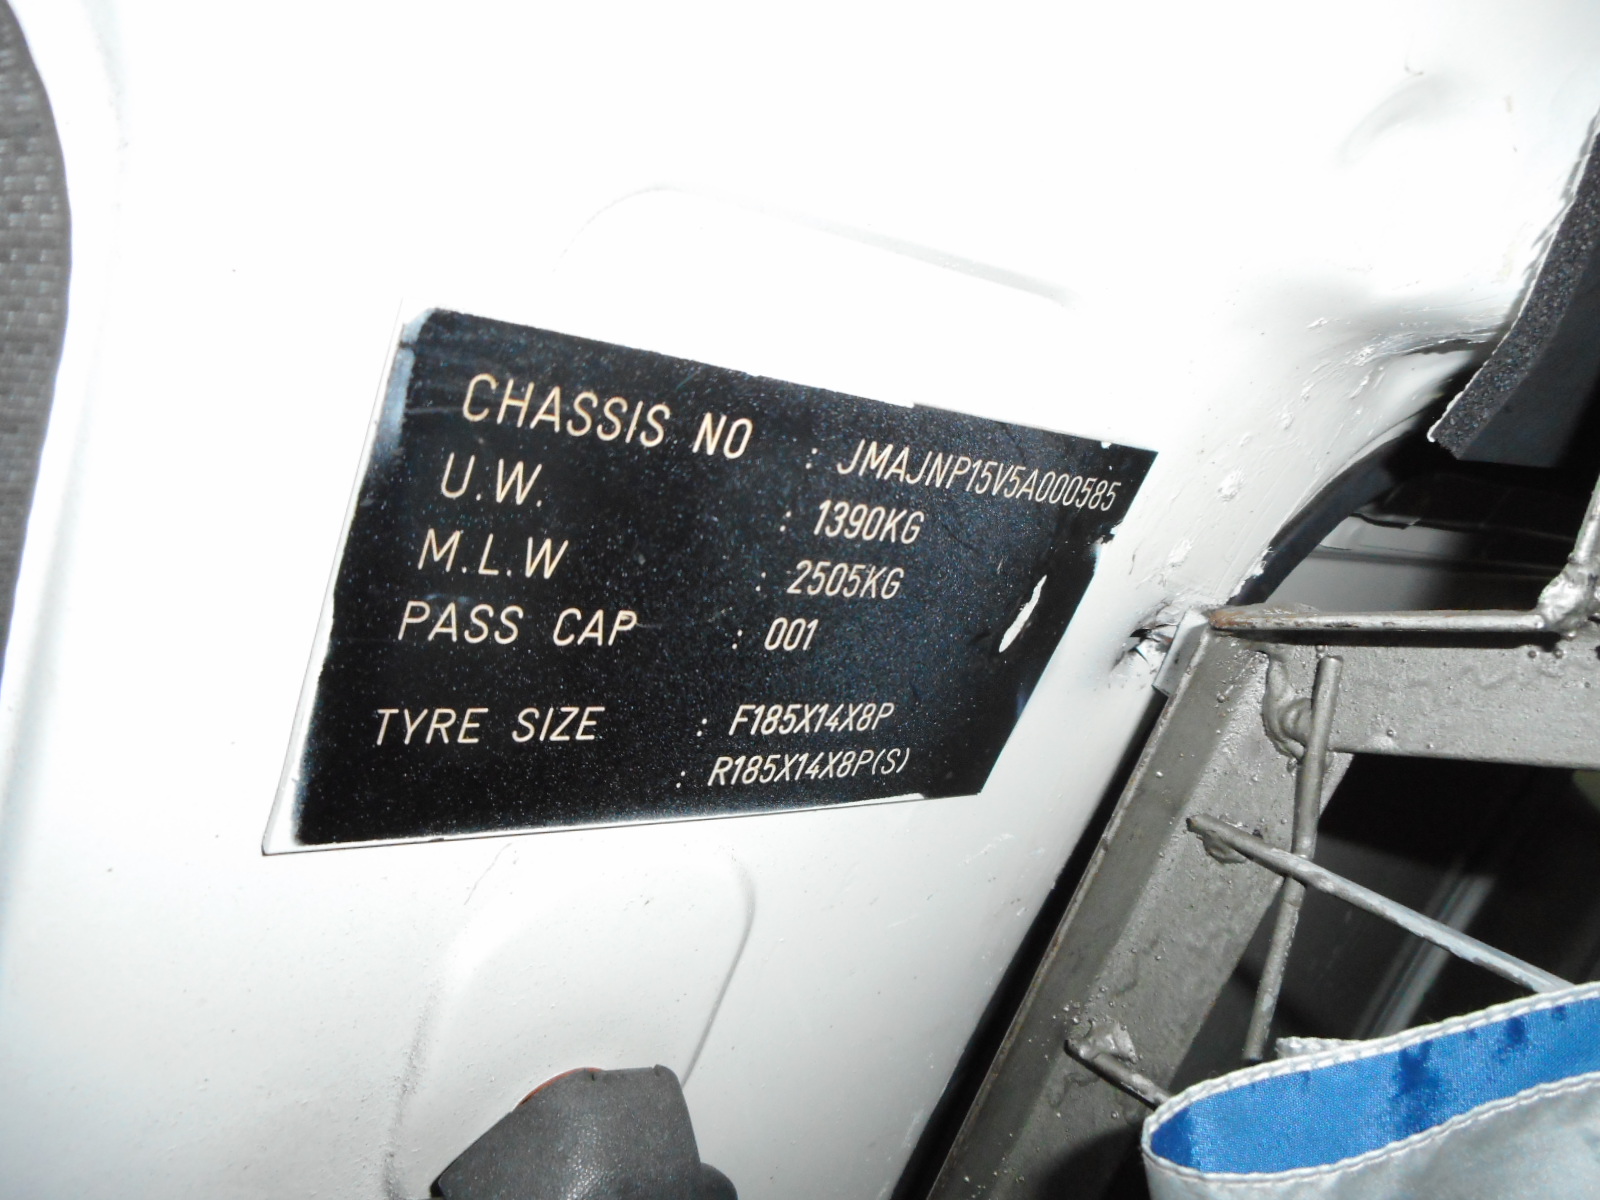 CHASSIS NO : JMAJNP15V5A000585
U.W. : 1390KG
M.L.W : 2505KG
PASS CAP : 001
TYRE SIZE : F185X14X8P
: R185X14X8P(S)